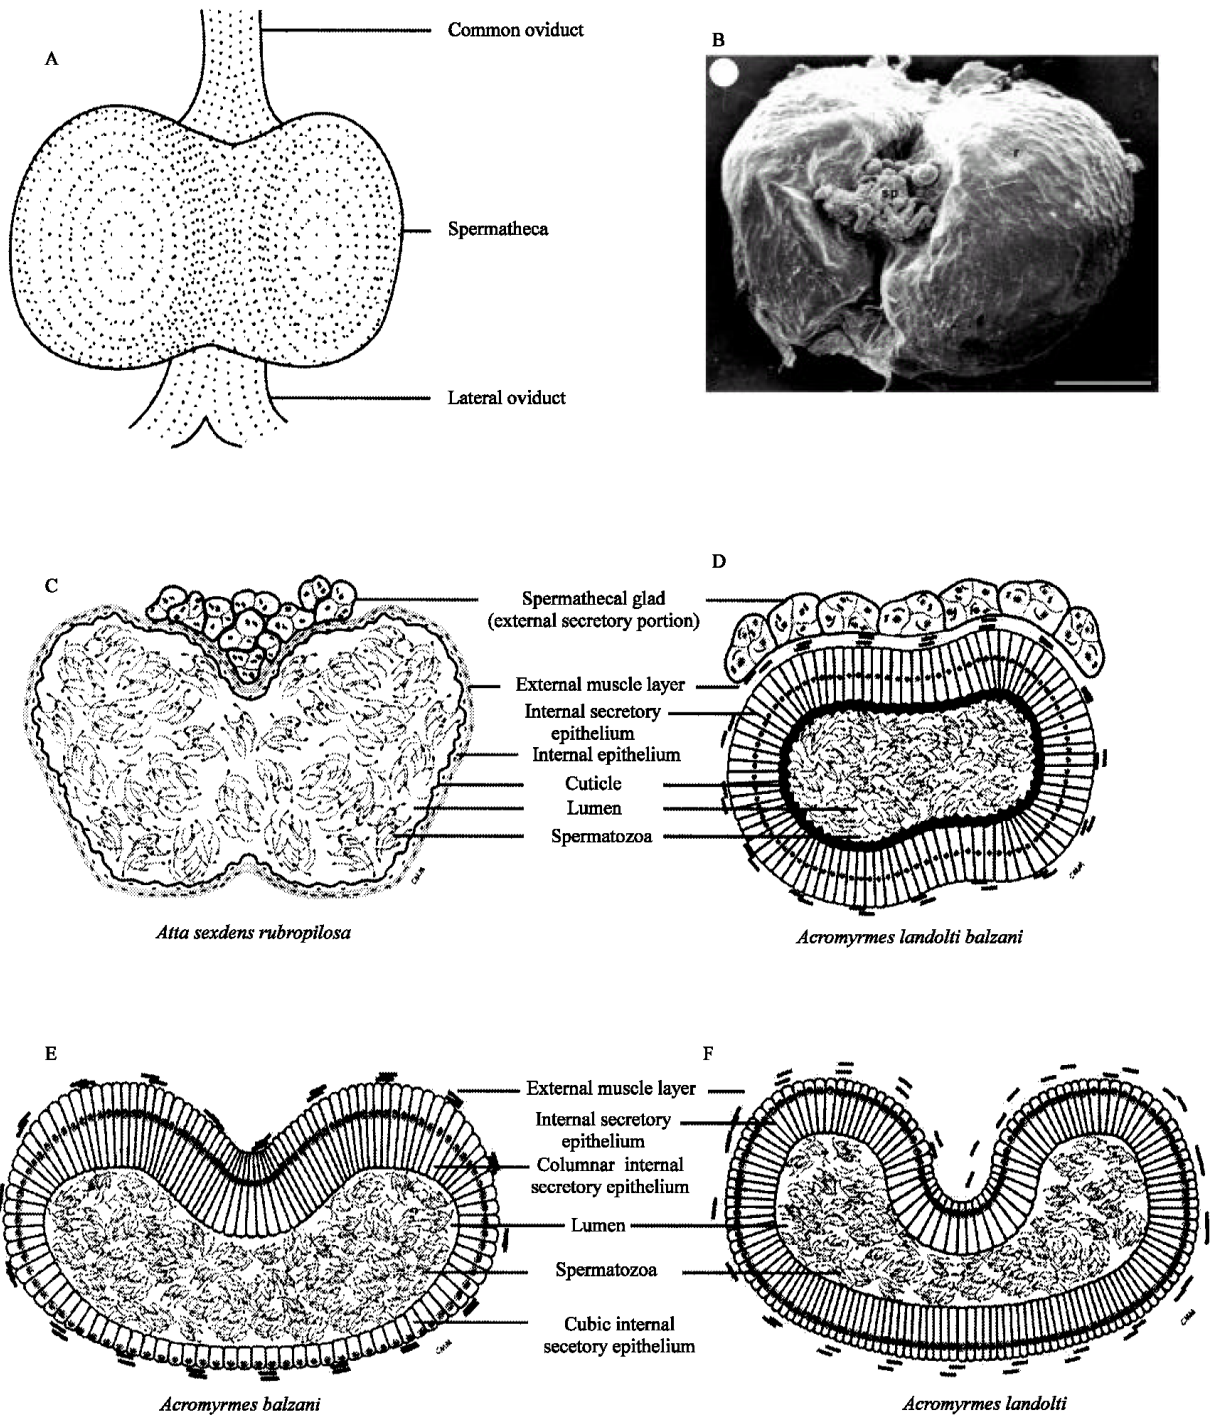 A
Common oviduct
Spermatheca
Lateral oviduct
B
r
sp
C
D
Spermathecal glad
(external secretory portion)
External muscle layer
Internal secretory
epithelium
Internal epithelium
Cuticle
Lumen
Spermatozoa
Atta sexdens rubropilosa
Acromyrmes landolti balzani
E
F
External muscle layer
Internal secretory
epithelium
Columnar internal
secretory epithelium
Lumen
Spermatozoa
Cubic internal
secetory epithelium
Acromyrmes balzani
Acromyrmes landolti